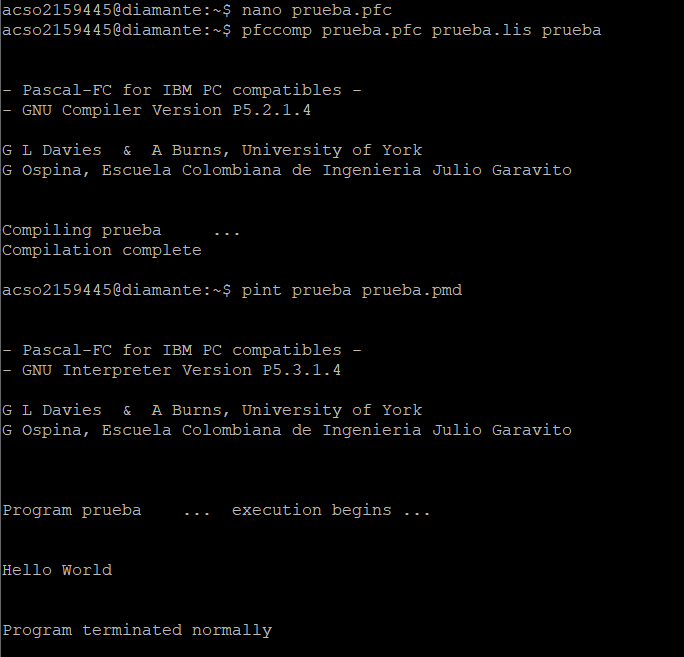 acso2159445@diamante:~$ nano prueba.pfc
acso2159445@diamante:~$ pfccomp prueba.pfc prueba.lis prueba
- Pascal-FC for IBM PC compatibles -
- GNU Compiler Version P5.2.1.4
G L Davies  &  A Burns, University of York
G Ospina, Escuela Colombiana de Ingenieria Julio Garavito
Compiling prueba     ...
Compilation complete
acso2159445@diamante:~$ pint prueba prueba.pmd
- Pascal-FC for IBM PC compatibles -
- GNU Interpreter Version P5.3.1.4
G L Davies  &  A Burns, University of York
G Ospina, Escuela Colombiana de Ingenieria Julio Garavito
Program prueba    ...  execution begins ...
Hello World
Program terminated normally